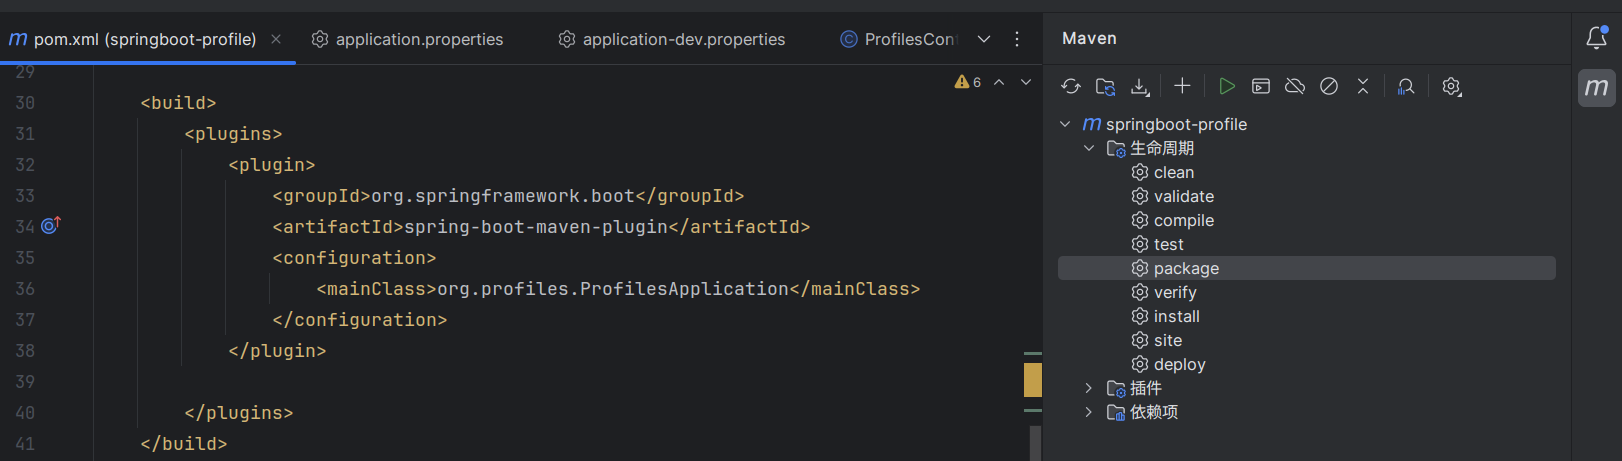 pom.xml (springboot-profile)
application.properties
application-dev.properties
ProfilesCon
29
30 <build>
31 <plugins>
32 <plugin>
33 <groupId>org.springframework.boot</groupId>
34 <artifactId>spring-boot-maven-plugin</artifactId>
35 <configuration>
36 <mainClass>org.profiles.ProfilesApplication</mainClass>
37 </configuration>
38 </plugin>
39
40 </plugins>
41 </build>
6
Maven
springboot-profile
生命周期
clean
validate
compile
test
package
verify
install
site
deploy
插件
依赖项